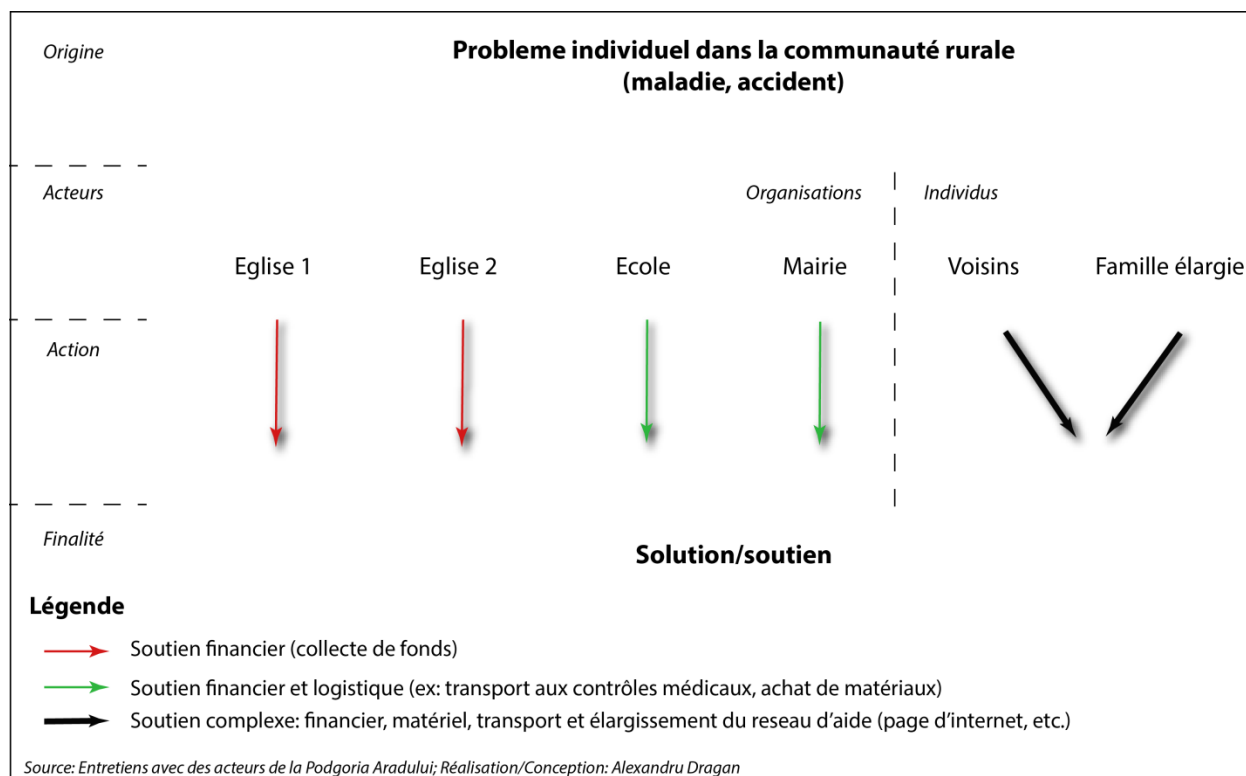 Origine
Probleme individuel dans la communauté rurale
(maladie, accident)
Acteurs
Organisations
Individus
Eglise 1
Eglise 2
Ecole
Mairie
Voisins
Famille élargie
Action
Finalité
Solution/soutien
Légende
Soutien financier (collecte de fonds)
Soutien financier et logistique (ex: transport aux contrôles médicaux, achat de matériaux)
Soutien complexe: financier, matériel, transport et élargissement du reseau d'aide (page d'internet, etc.)
Source: Entretiens avec des acteurs de la Podgoria Aradului; Réalisation/Conception: Alexandru Dragan